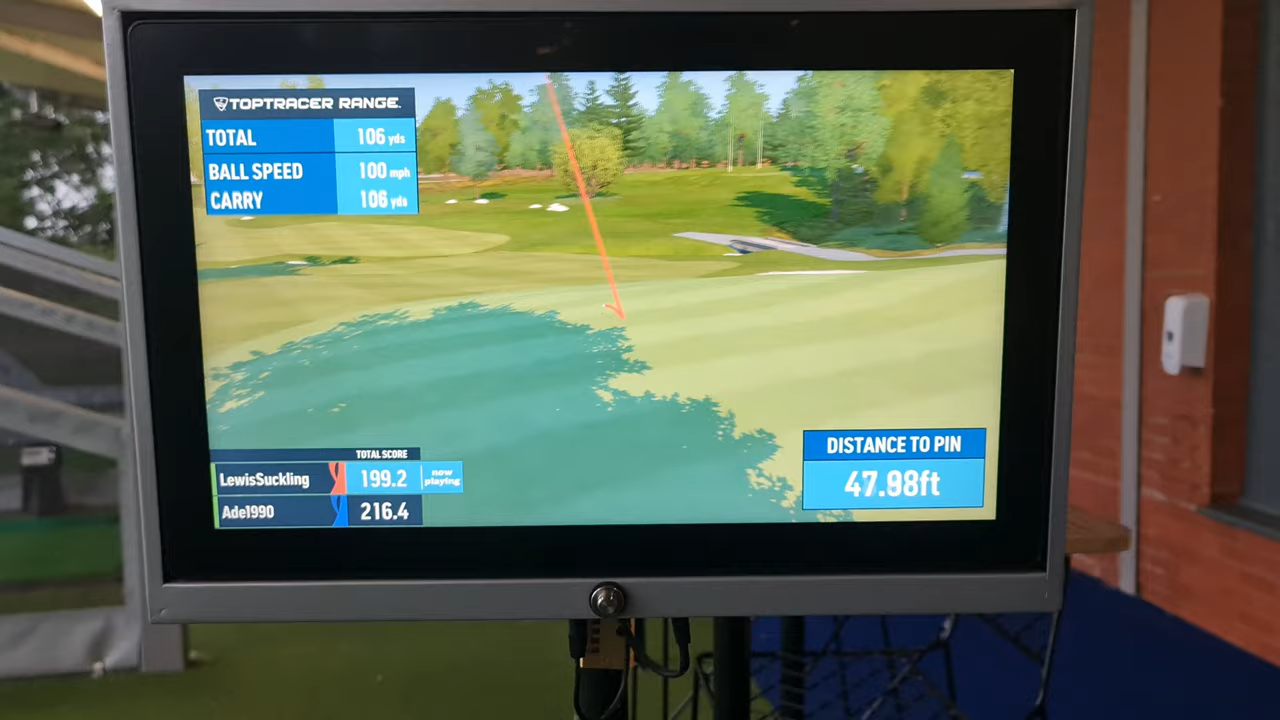 TOPTRACER RANGE
TOTAL 106 yds
BALL SPEED 100 mph
CARRY 106 yds
TOTAL SCORE
LewisSuckling 199.2 now playing
Ade1990 216.4
DISTANCE TO PIN
47.98ft